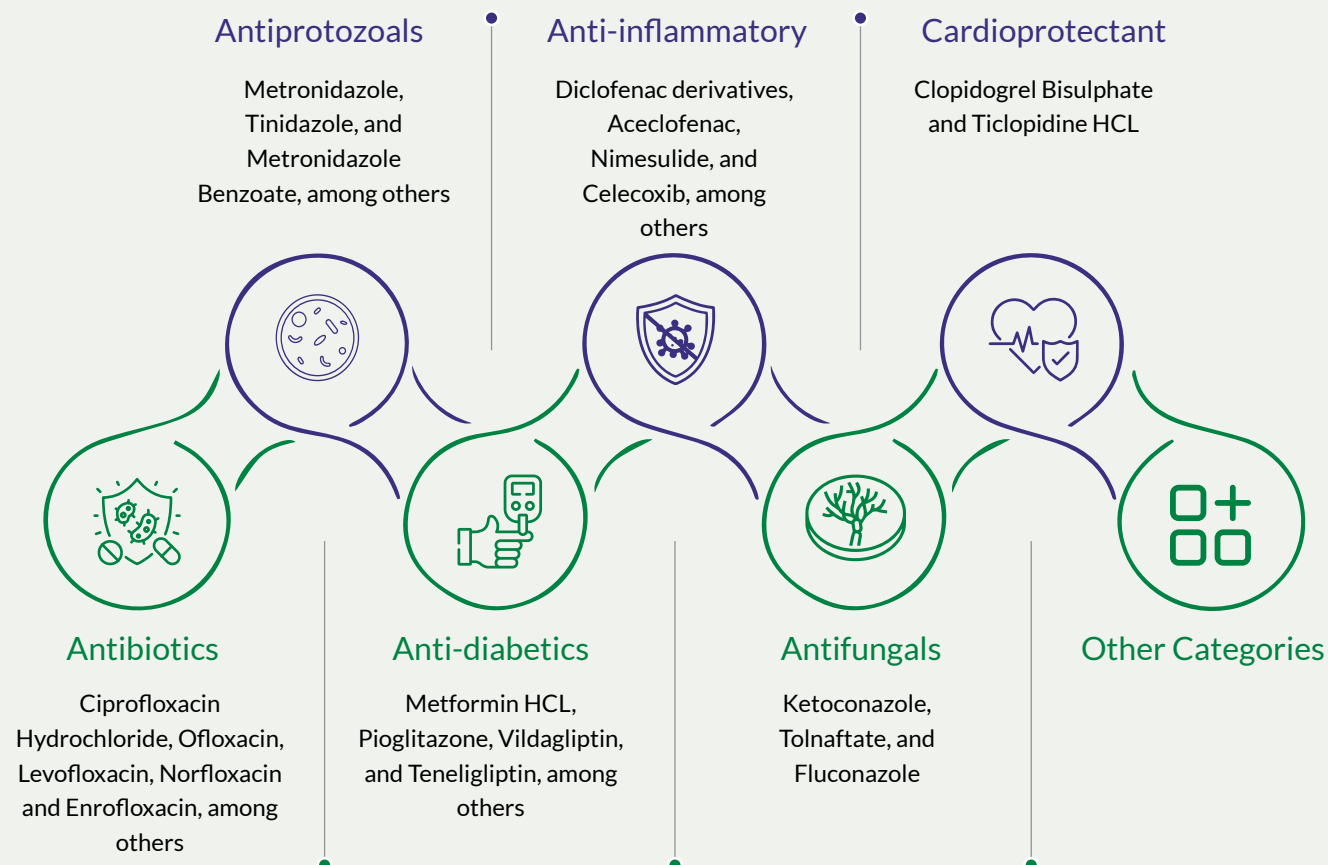 Antiprotozoals
Metronidazole,
Tinidazole, and
Metronidazole
Benzoate, among others
Anti-inflammatory
Diclofenac derivatives,
Aceclofenac,
Nimesulide, and
Celecoxib, among
others
Cardioprotectant
Clopidogrel Bisulphate
and Ticlopidine HCL
Antibiotics
Ciprofloxacin
Hydrochloride, Ofloxacin,
Levofloxacin, Norfloxacin
and Enrofloxacin, among
others
Anti-diabetics
Metformin HCL,
Pioglitazone, Vildagliptin,
and Teneligliptin, among
others
Antifungals
Ketoconazole,
Tolnaftate, and
Fluconazole
Other Categories